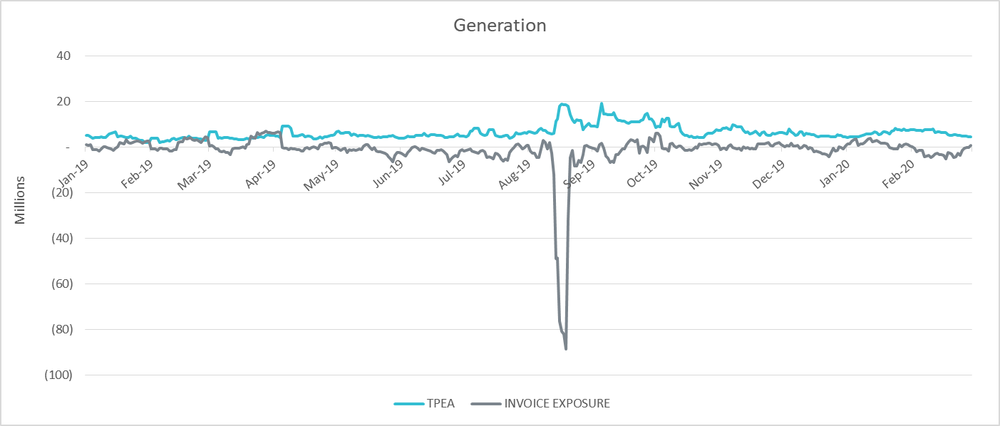 Generation
40
20
-
(20)
(40)
(60)
(80)
(100)
Millions
Jan-19
Feb-19
Mar-19
Apr-19
May-19
Jun-19
Jul-19
Aug-19
Sep-19
Oct-19
Nov-19
Dec-19
Jan-20
Feb-20
TPEA
INVOICE EXPOSURE